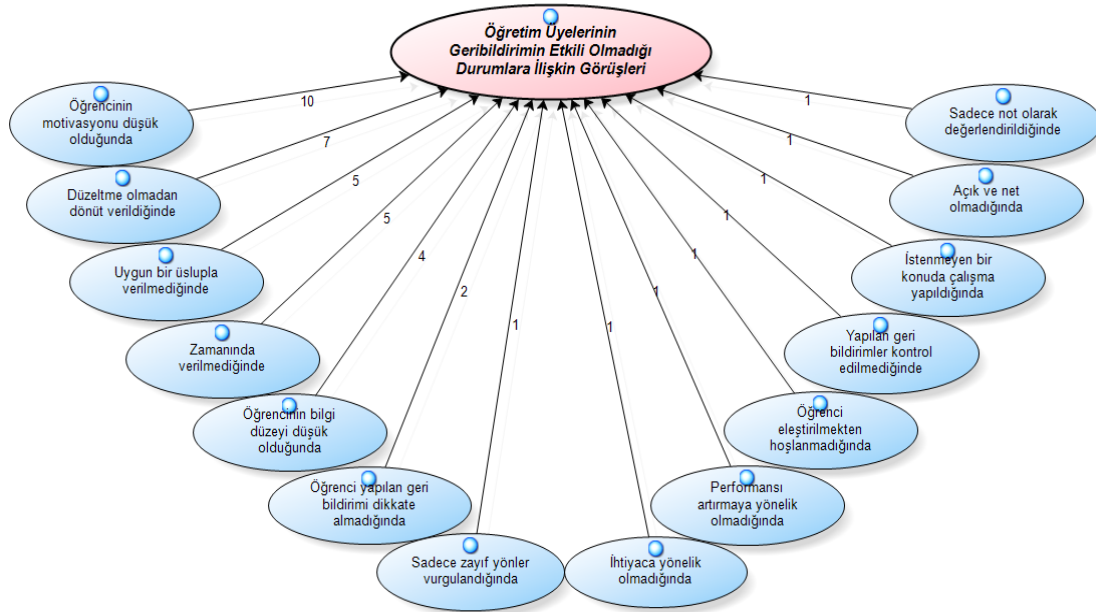 Öğretim Üyelerinin
Geribildirimin Etkili Olmadığı
Durumlara İlişkin Görüşleri
10
Öğrencinin
motivasyonu düşük
olduğunda
7
Düzeltme olmadan
dönüt verildiğinde
5
Uygun bir üslupla
verilmediğinde
5
Zamanında
verilmediğinde
4
Öğrencinin bilgi
düzeyi düşük
olduğunda
2
Öğrenci yapılan geri
bildirimi dikkate
almadığında
1
Sadece zayıf yönler
vurgulandığında
1
İhtiyaca yönelik
olmadığında
1
Performansı
artırmaya yönelik
olmadığında
1
Öğrenci
eleştirilmekten
hoşlanmadığında
1
Yapılan geri
bildirimler kontrol
edilmediğinde
1
İstenmeyen bir
konuda çalışma
yapıldığında
1
Açık ve net
olmadığında
1
Sadece not olarak
değerlendirildiğinde